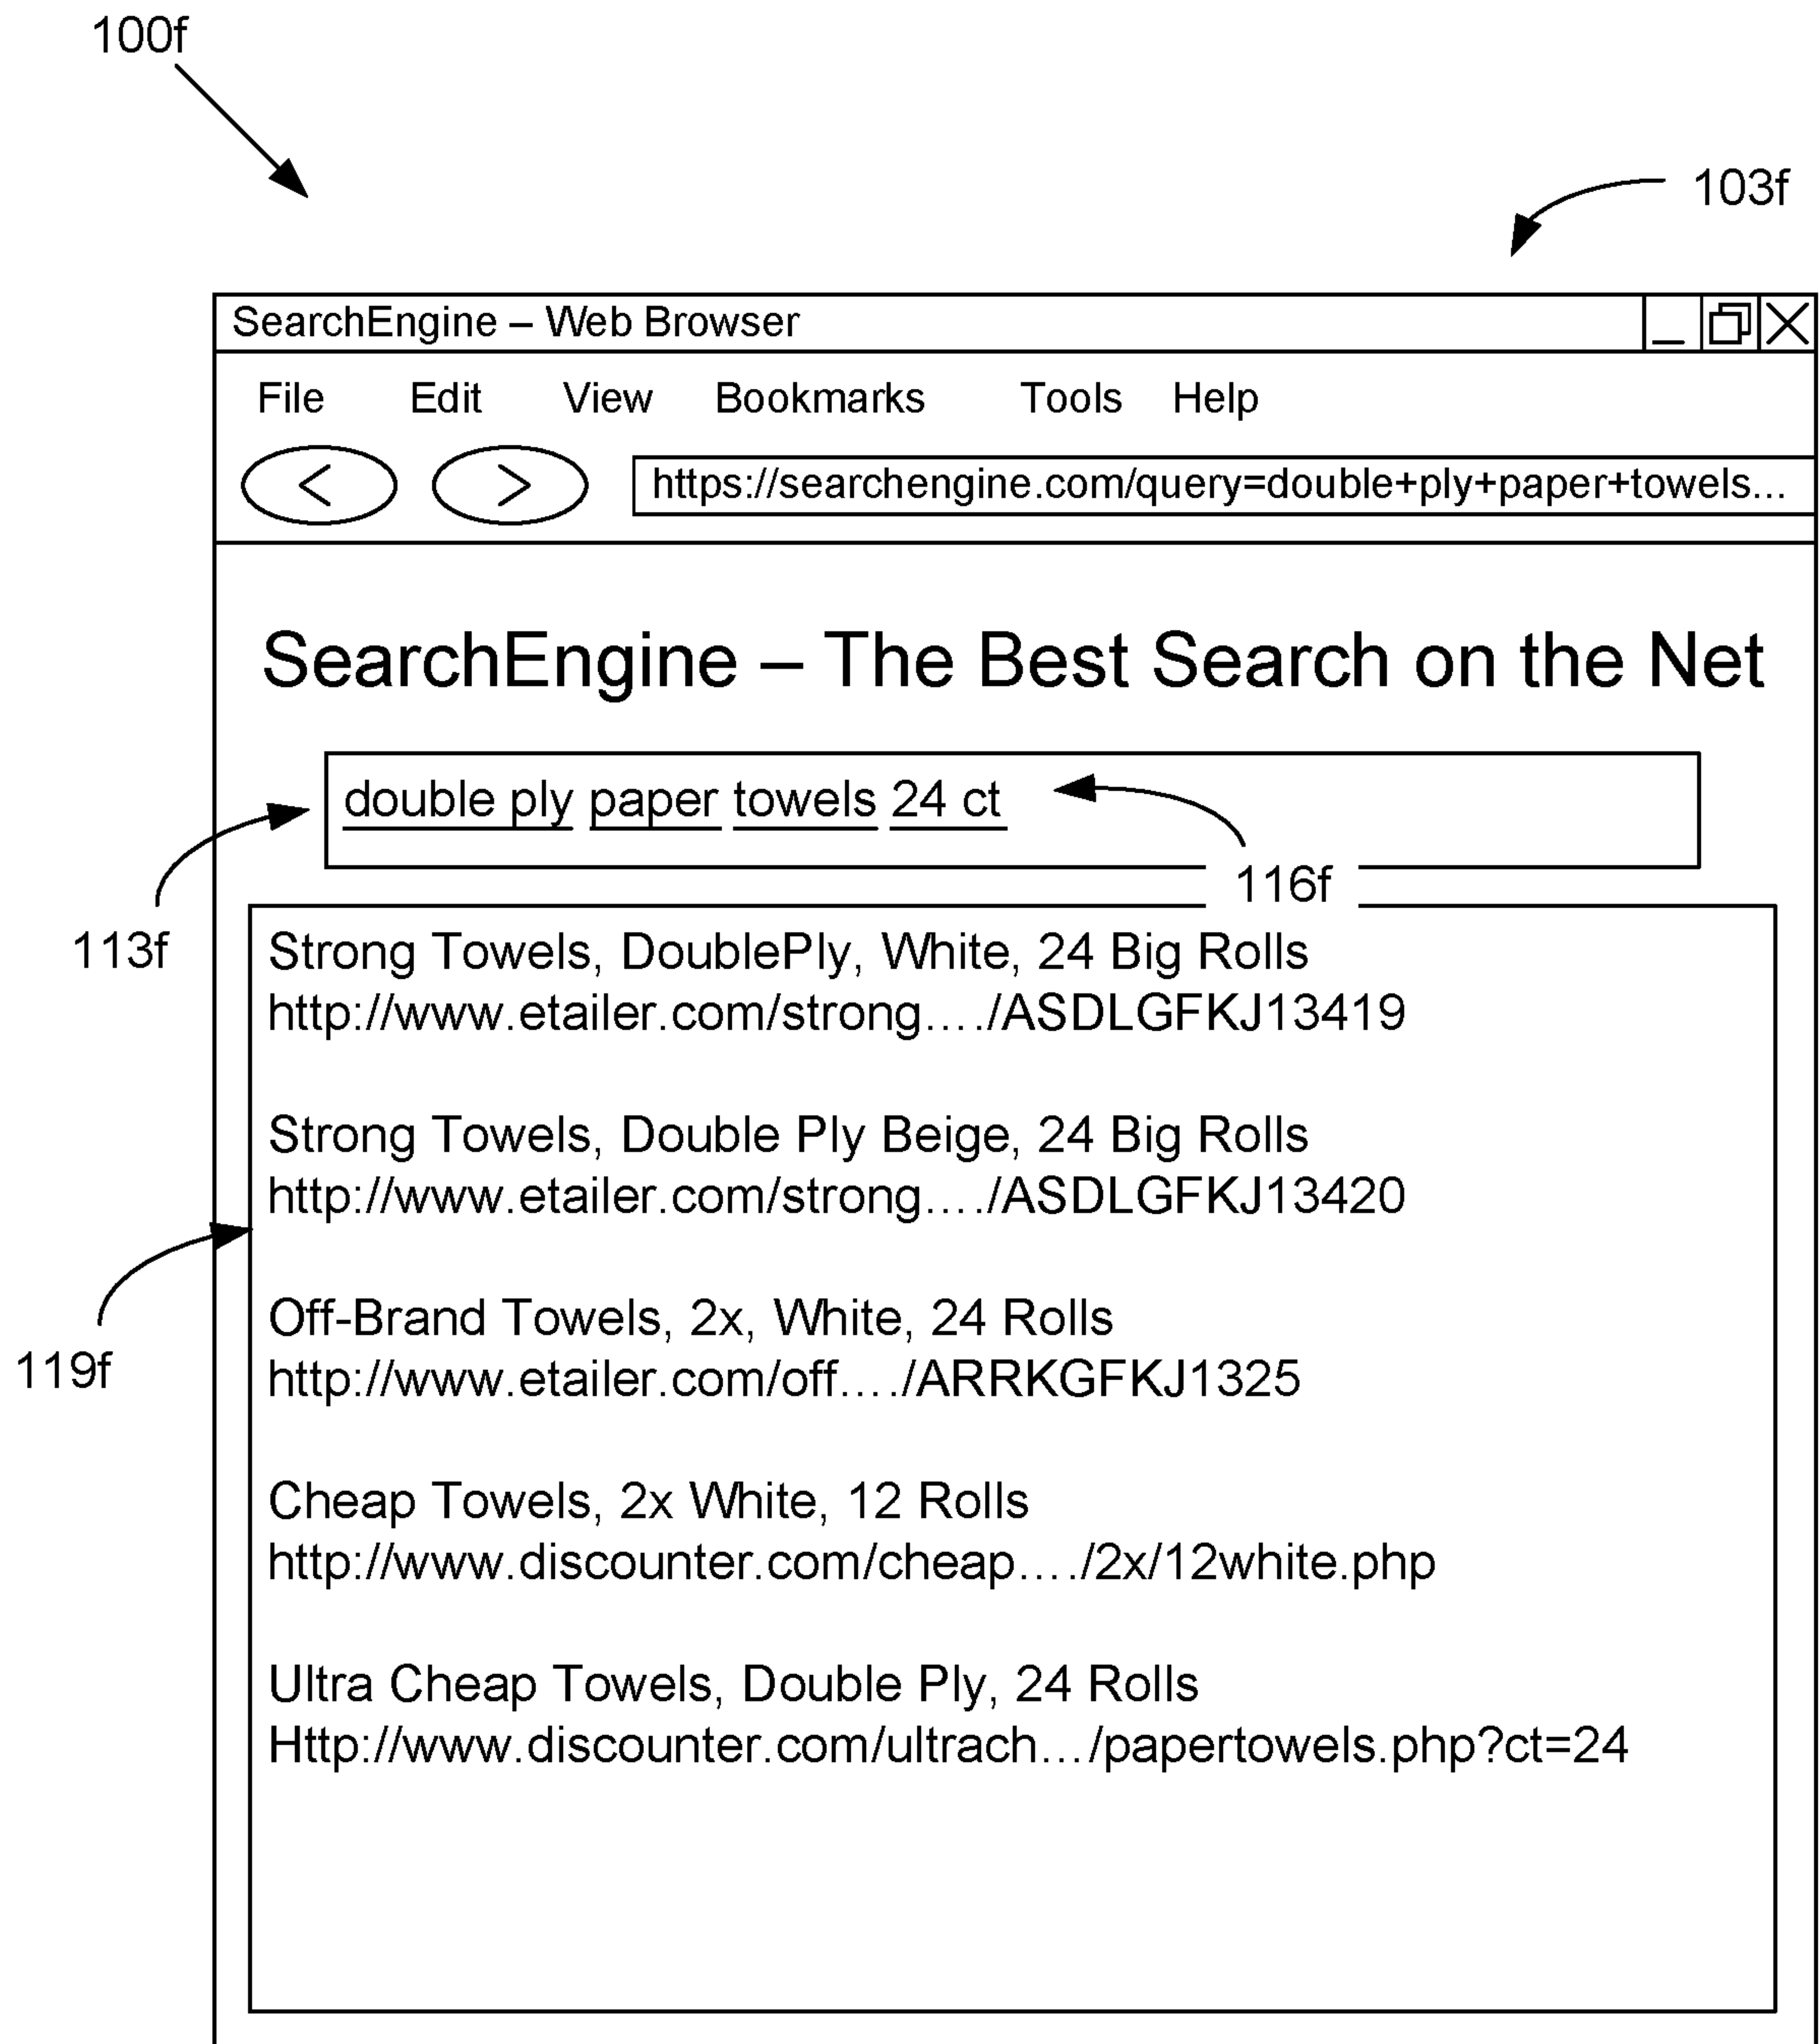 100f
103f
SearchEngine – Web Browser
File Edit View Bookmarks Tools Help
< > https://searchengine.com/query=double+ply+paper+towels...
SearchEngine – The Best Search on the Net
double ply paper towels 24 ct
116f
113f
Strong Towels, DoublePly, White, 24 Big Rolls
http://www.etailer.com/strong…./ASDLGFKJ13419
Strong Towels, Double Ply Beige, 24 Big Rolls
http://www.etailer.com/strong…./ASDLGFKJ13420
119f
Off-Brand Towels, 2x, White, 24 Rolls
http://www.etailer.com/off…./ARRKGFKJ1325
Cheap Towels, 2x White, 12 Rolls
http://www.discounter.com/cheap…./2x/12white.php
Ultra Cheap Towels, Double Ply, 24 Rolls
Http://www.discounter.com/ultrach…/papertowels.php?ct=24